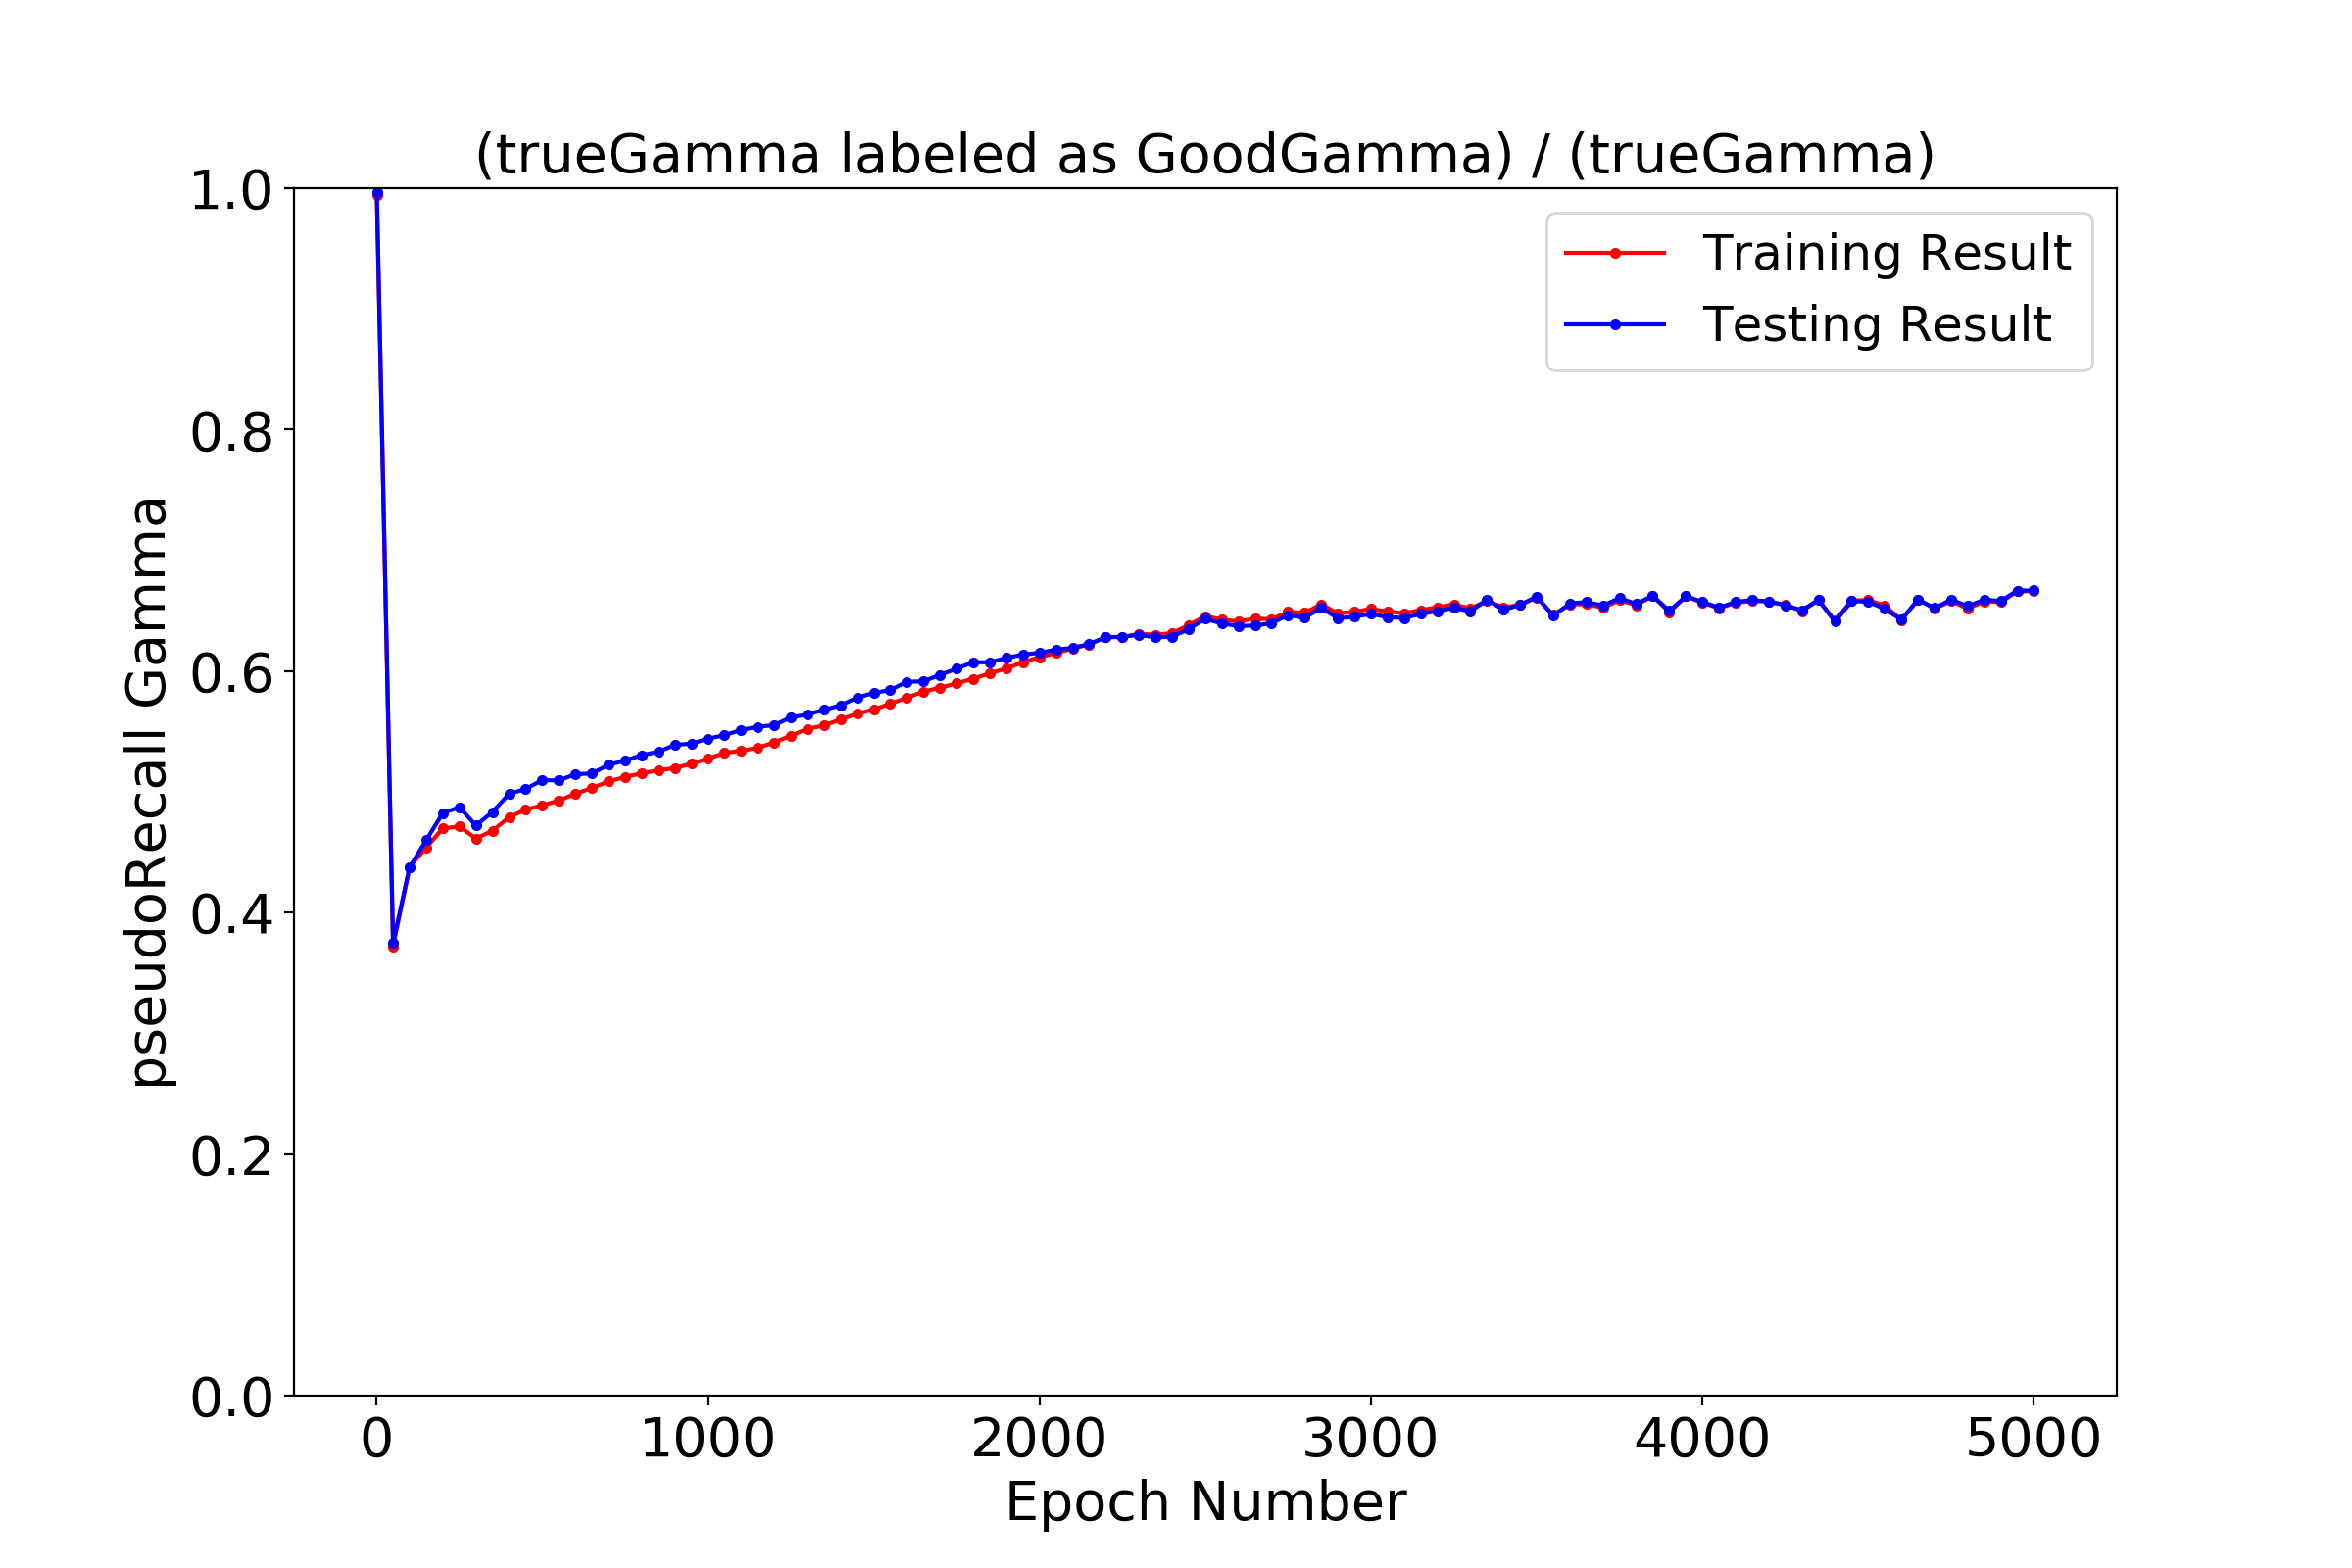 (trueGamma labeled as GoodGamma) / (trueGamma)
1.0
0.8
0.6
0.4
0.2
0.0
pseudoRecall Gamma
Training Result
Testing Result
0 1000 2000 3000 4000 5000
Epoch Number